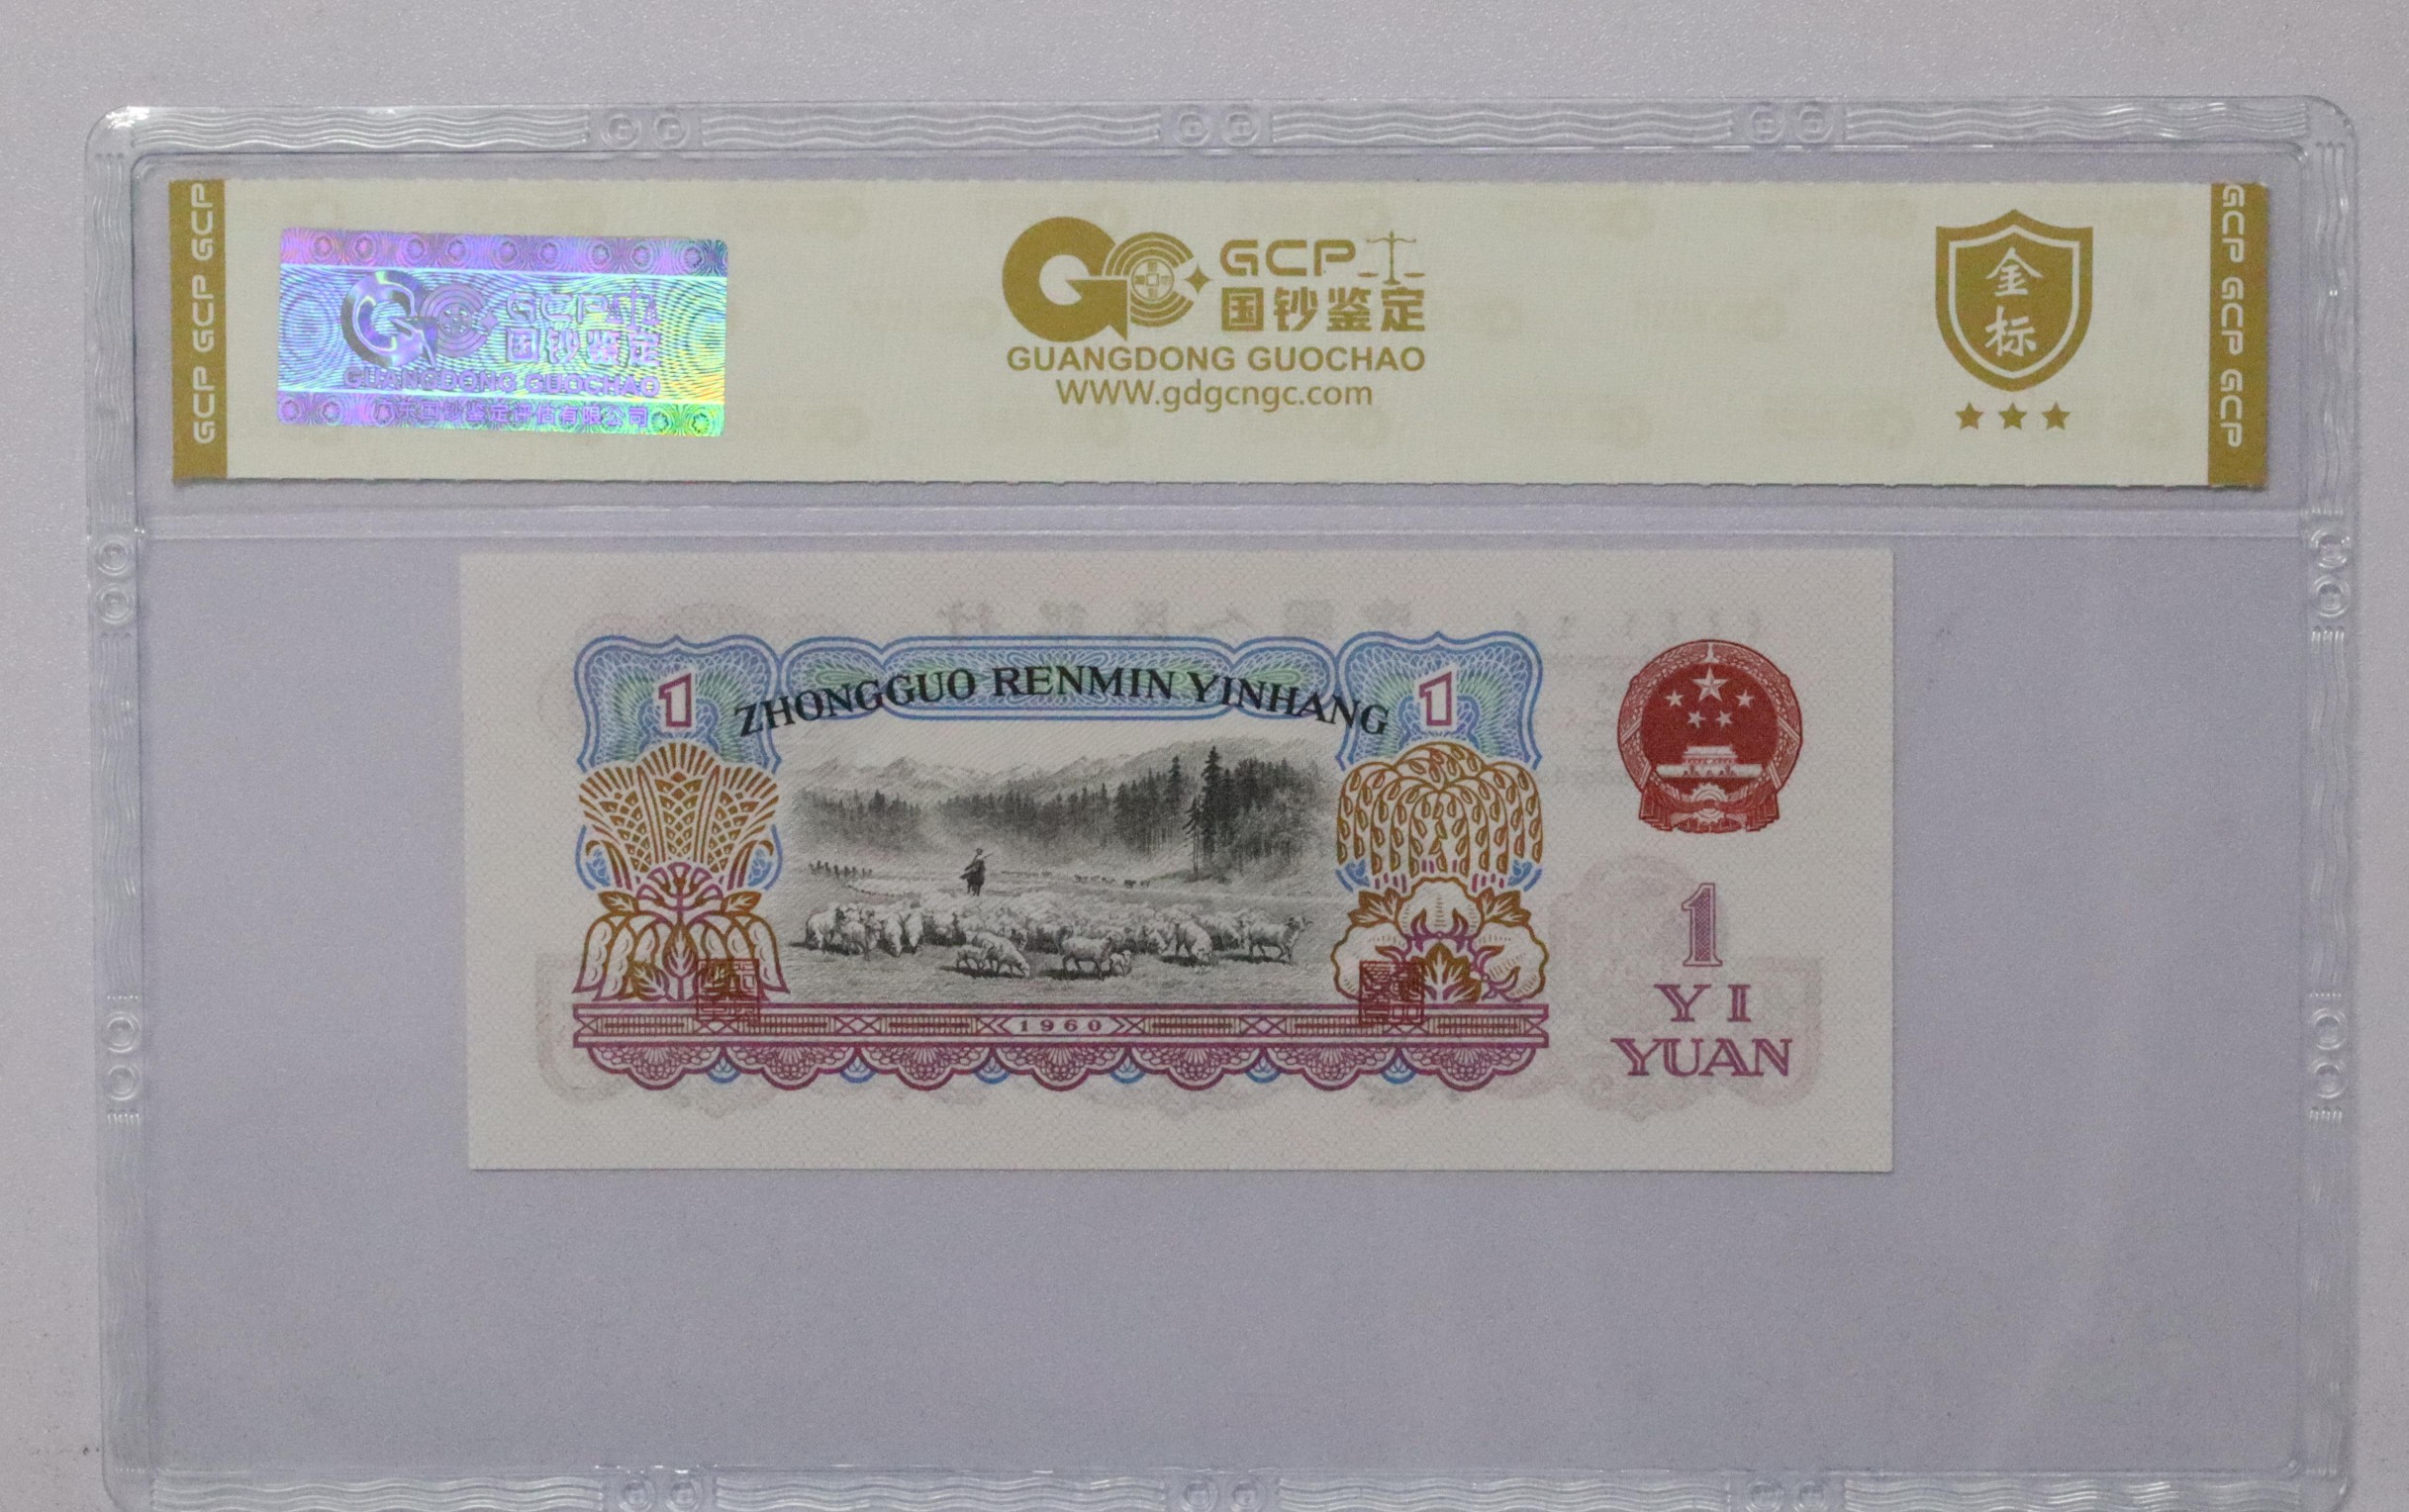 GCP GCP GCP
GCP
国钞鉴定
GUANGDONG GUOCHAO
广东国钞鉴定评估有限公司
GCP
国钞鉴定
GUANGDONG GUOCHAO
WWW.gdgcngc.com
金
标
GCP GCP GCP
ZHONGGUO RENMIN YINHANG
1
1
1960
1
YI
YUAN